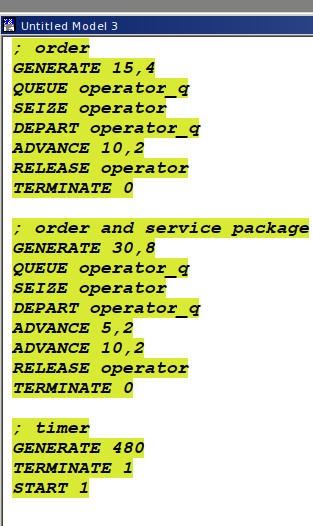 Untitled Model 3
; order
GENERATE 15,4
QUEUE operator_q
SEIZE operator
DEPART operator_q
ADVANCE 10,2
RELEASE operator
TERMINATE 0
; order and service package
GENERATE 30,8
QUEUE operator_q
SEIZE operator
DEPART operator_q
ADVANCE 5,2
ADVANCE 10,2
RELEASE operator
TERMINATE 0
; timer
GENERATE 480
TERMINATE 1
START 1